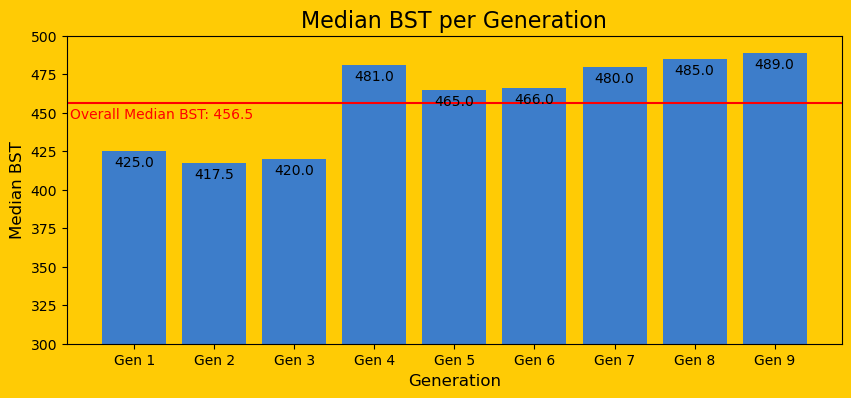 Median BST per Generation
Median BST
500
475
450
425
400
375
350
325
300
425.0
417.5
420.0
481.0
465.0
466.0
480.0
485.0
489.0
Overall Median BST: 456.5
Gen 1
Gen 2
Gen 3
Gen 4
Gen 5
Gen 6
Gen 7
Gen 8
Gen 9
Generation